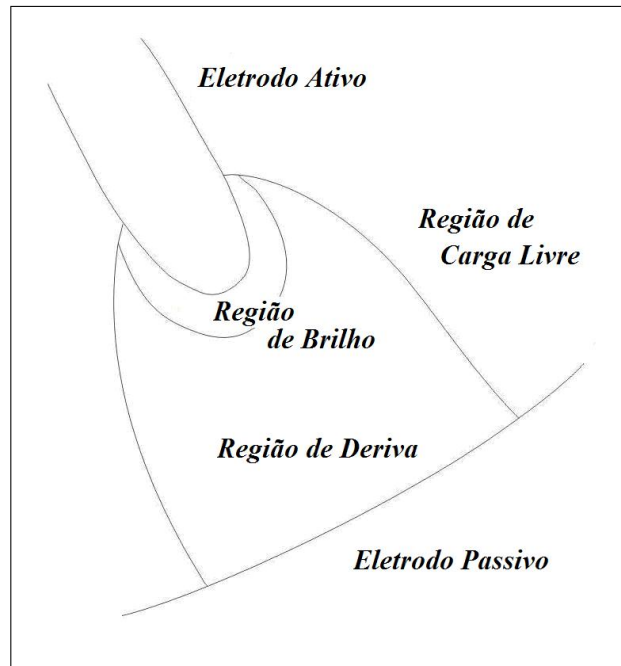 Eletrodo Ativo
Região de
Carga Livre
Região
de Brilho
Região de Deriva
Eletrodo Passivo